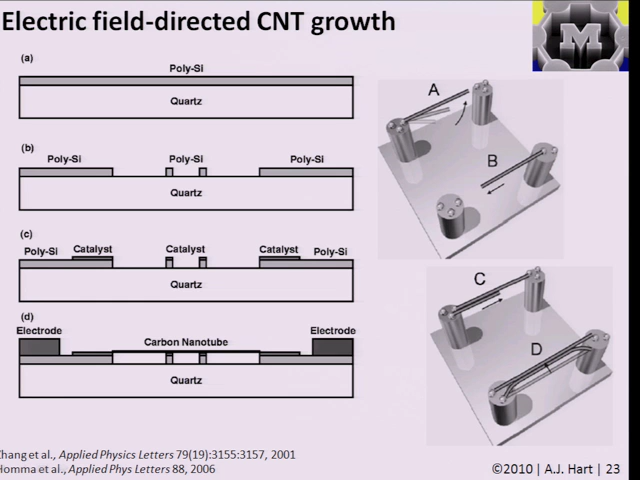 Electric field-directed CNT growth
M
(a)
Poly-Si
Quartz
(b)
Poly-Si Poly-Si Poly-Si
Quartz
(c)
Poly-Si Catalyst Catalyst Catalyst Poly-Si
Quartz
(d)
Electrode Electrode
Carbon Nanotube
Quartz
A
B
C
D
Zhang et al., Applied Physics Letters 79(19):3155:3157, 2001
Homma et al., Applied Phys Letters 88, 2006
©2010 | A.J. Hart | 23